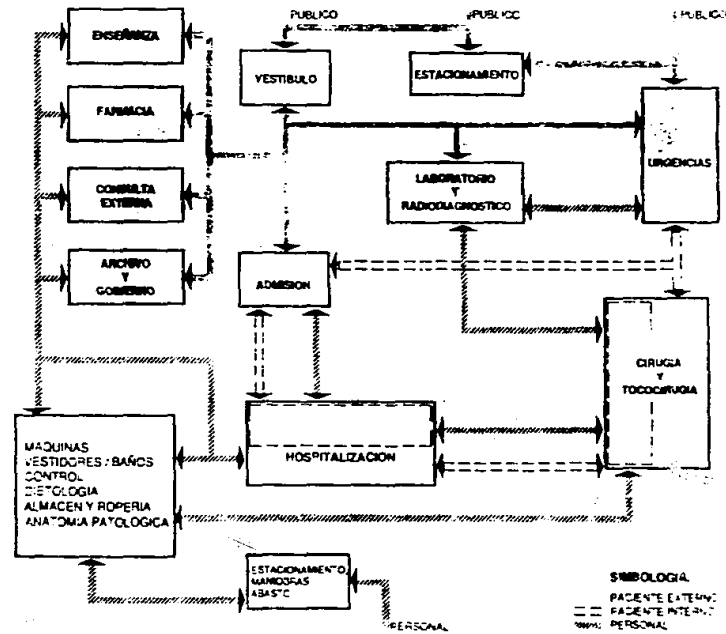 PUBLICO
PUBLICO
PUBLICO
ENSEÑANZA
VESTIBULO
ESTACIONAMIENTO
FARMACIA
URGENCIAS
LABORATORIO
Y
RADIODIAGNOSTICO
CONSULTA
EXTERNA
ARCHIVO
Y
GOBIERNO
ADMISION
CIRUGIA
Y
TOCOCIRUGIA
HOSPITALIZACION
MAQUINAS
VESTIDORES / BAÑOS
CONTROL
DIETOLOGIA
ALMACEN Y ROPERIA
ANATOMIA PATOLOGICA
ESTACIONAMIENTO
MANIOBRAS
ABASTO
PERSONAL
SIMBOLOGIA
PACIENTE EXTERNO
PACIENTE INTERNO
PERSONAL